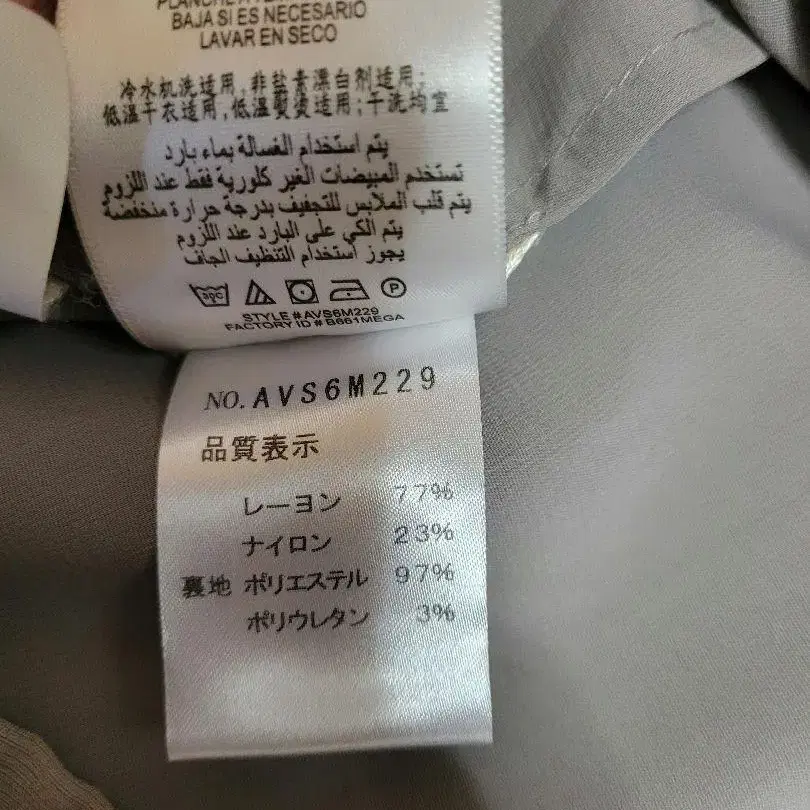 BAJA SI ES NECESARIO
LAVAR EN SECO
冷水机洗适用,非盐素漂白剂适用;
低温干衣适用,低温熨烫适用;干洗均宜
يتم استخدام الغسالة بماء بارد
تستخدم المبيضات الغير كلورية فقط عند اللزوم
يتم قلب الملابس للتجفيف بدرجة حرارة منخفضة
يتم الكي على البارد عند اللزوم
يجوز استخدام التنظيف الجاف
30C P
STYLE#AVS6M229
FACTORY ID # B661MEGA
NO. AVS6M229
品質表示
レーヨン 77%
ナイロン 23%
裏地 ポリエステル 97%
ポリウレタン 3%